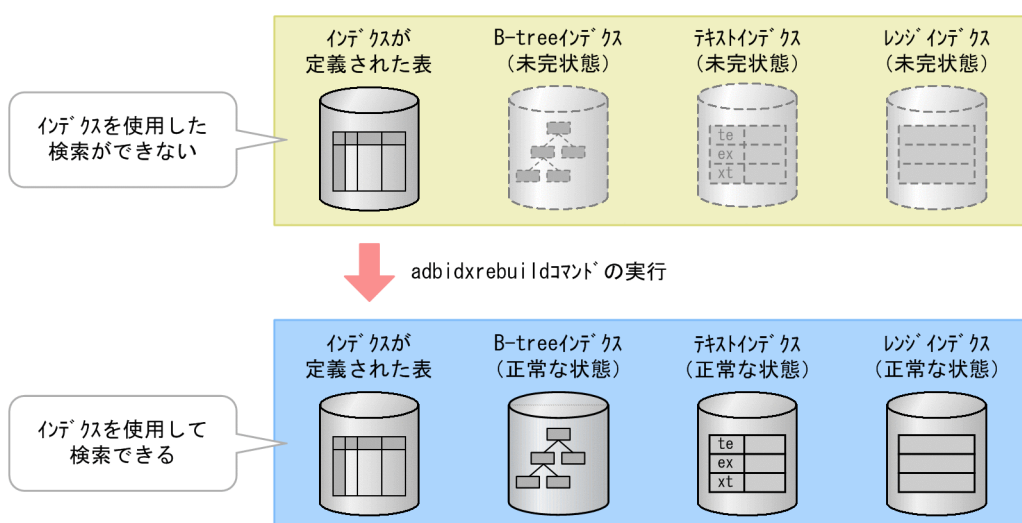 ｲﾝﾃﾞｸｽが
定義された表
B-treeｲﾝﾃﾞｸｽ
（未完状態）
ﾃｷｽﾄｲﾝﾃﾞｸｽ
（未完状態）
ﾚﾝｼﾞｲﾝﾃﾞｸｽ
（未完状態）
ｲﾝﾃﾞｸｽを使用した
検索ができない
te
ex
xt
adbidxrebuildｺﾏﾝﾄﾞの実行
ｲﾝﾃﾞｸｽが
定義された表
B-treeｲﾝﾃﾞｸｽ
（正常な状態）
ﾃｷｽﾄｲﾝﾃﾞｸｽ
（正常な状態）
ﾚﾝｼﾞｲﾝﾃﾞｸｽ
（正常な状態）
ｲﾝﾃﾞｸｽを使用して
検索できる
te
ex
xt